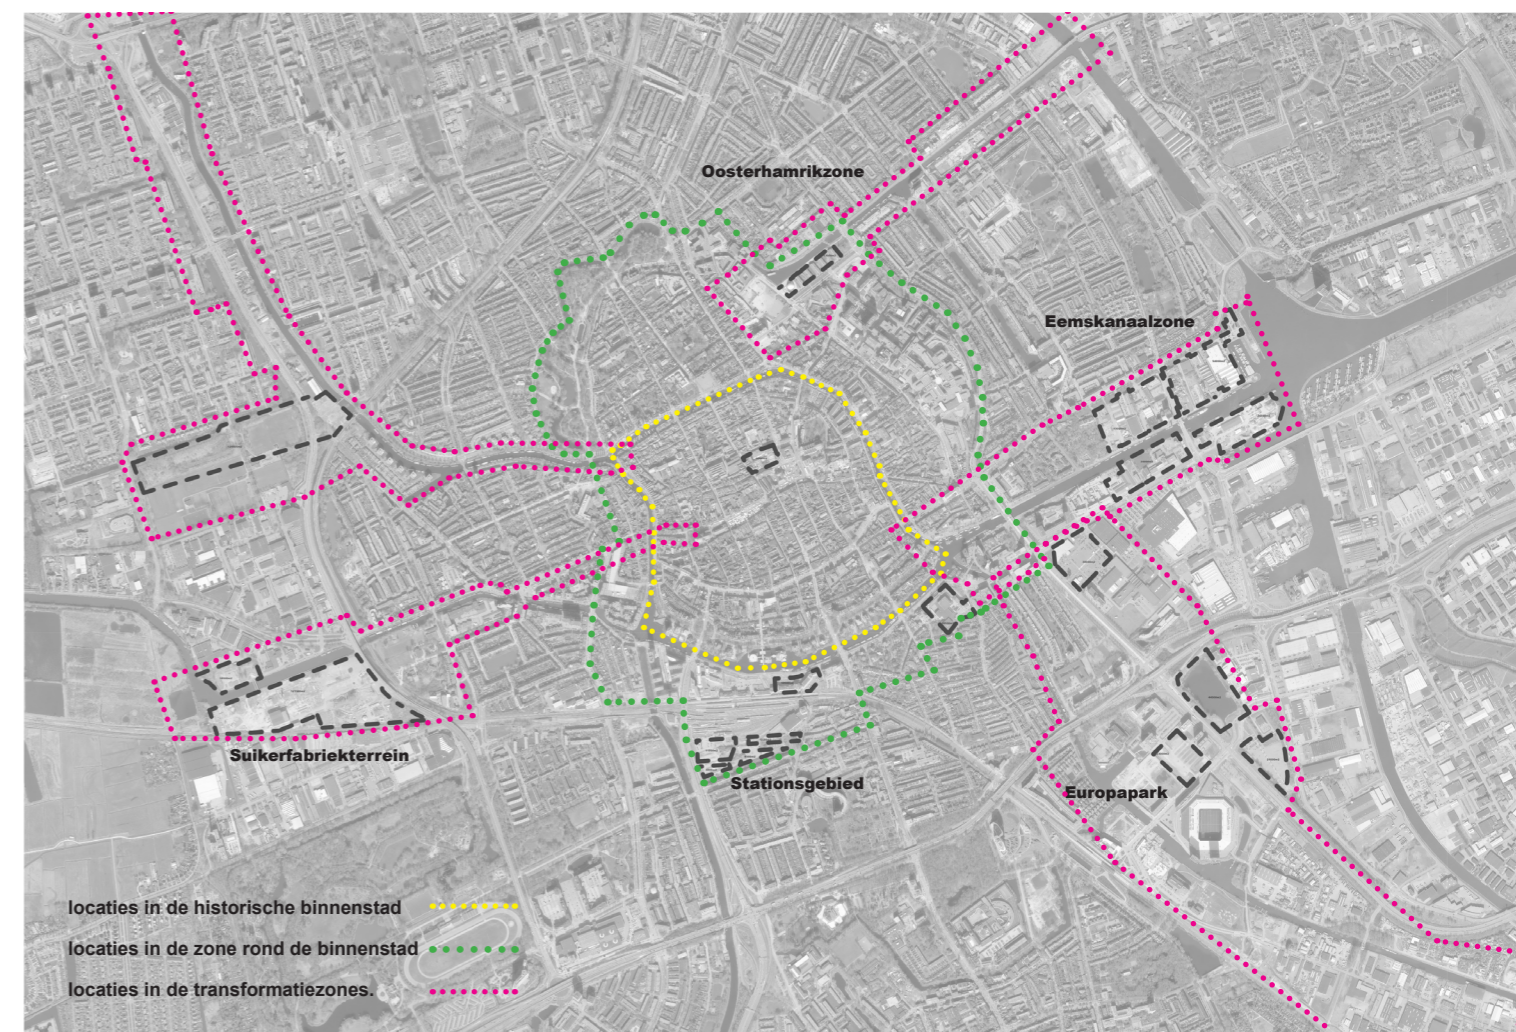 Oosterhamrikzone
Eemskanaalzone
Suikerfabriekterrein
Stationsgebied
Europapark
locaties in de historische binnenstad
locaties in de zone rond de binnenstad
locaties in de transformatiezones.